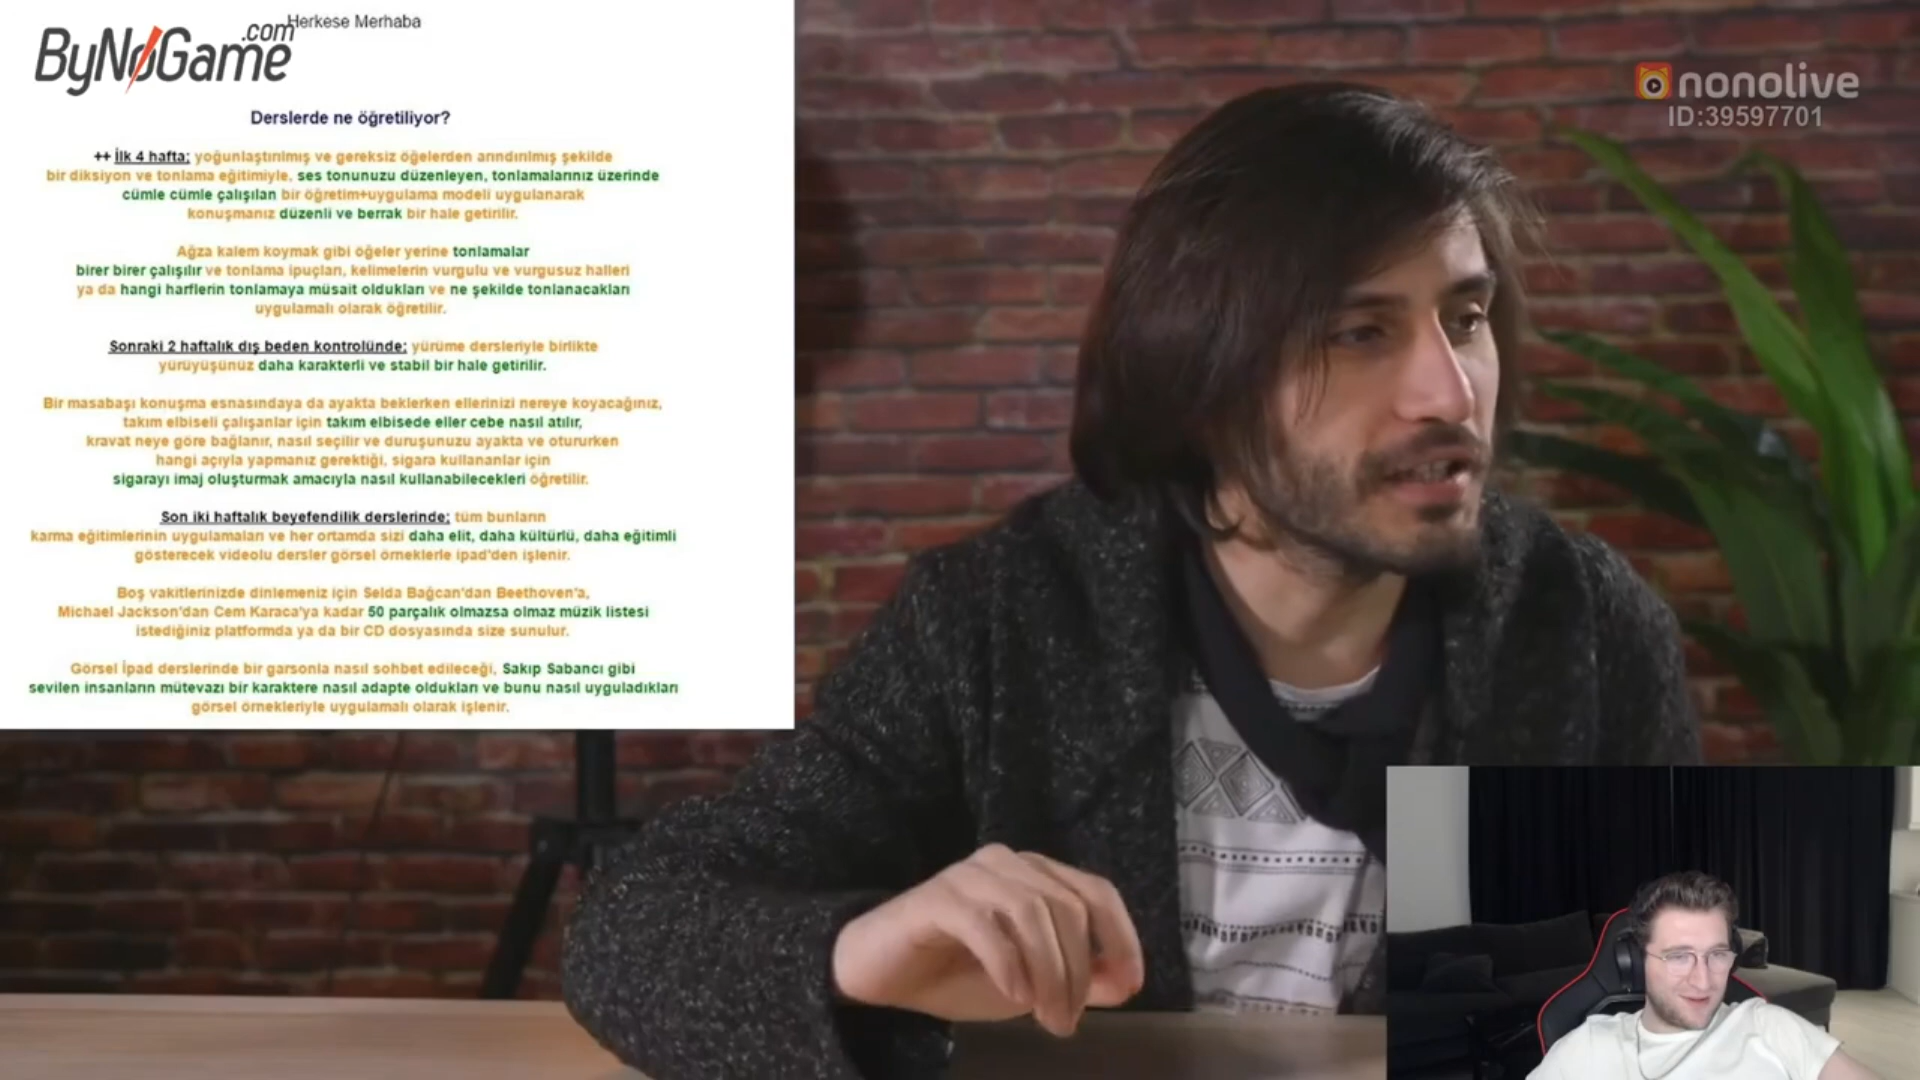 Herkese Merhaba
ByNoGame.com
nonolive
ID:39597701
Derslerde ne öğretiliyor?
++ İlk 4 hafta; yoğunlaştırılmış ve gereksiz öğelerden arındırılmış şekilde
bir diksiyon ve tonlama eğitimiyle, ses tonunuzu düzenleyen, tonlamalarınız üzerinde
cümle cümle çalışılan bir öğretim+uygulama modeli uygulanarak
konuşmanız düzenli ve berrak bir hale getirilir.
Ağza kalem koymak gibi öğeler yerine tonlamalar
birer birer çalışılır ve tonlama ipuçları, kelimelerin vurgulu ve vurgusuz halleri
ya da hangi harflerin tonlamaya müsait oldukları ve ne şekilde tonlanacakları
uygulamalı olarak öğretilir.
Sonraki 2 haftalık dış beden kontrolünde; yürüme dersleriyle birlikte
yürüyüşünüz daha karakterli ve stabil bir hale getirilir.
Bir masabaşı konuşma esnasındaya da ayakta beklerken ellerinizi nereye koyacağınız,
takım elbiseli çalışanlar için takım elbisede eller cebe nasıl atılır,
kravat neye göre bağlanır, nasıl seçilir ve duruşunuzu ayakta ve otururken
hangi açıyla yapmanız gerektiği, sigara kullananlar için
sigarayı imaj oluşturmak amacıyla nasıl kullanabilecekleri öğretilir.
Son iki haftalık beyefendilik derslerinde; tüm bunların
karma eğitimlerinin uygulamaları ve her ortamda sizi daha elit, daha kültürlü, daha eğitimli
gösterecek videolu dersler görsel örneklerle ipad'den işlenir.
Boş vakitlerinizde dinlemeniz için Selda Bağcan'dan Beethoven'a,
Michael Jackson'dan Cem Karaca'ya kadar 50 parçalık olmazsa olmaz müzik listesi
istediğiniz platformda ya da bir CD dosyasında size sunulur.
Görsel İpad derslerinde bir garsonla nasıl sohbet edileceği, Sakıp Sabancı gibi
sevilen insanların mütevazı bir karaktere nasıl adapte oldukları ve bunu nasıl uyguladıkları
görsel örnekleriyle uygulamalı olarak işlenir.